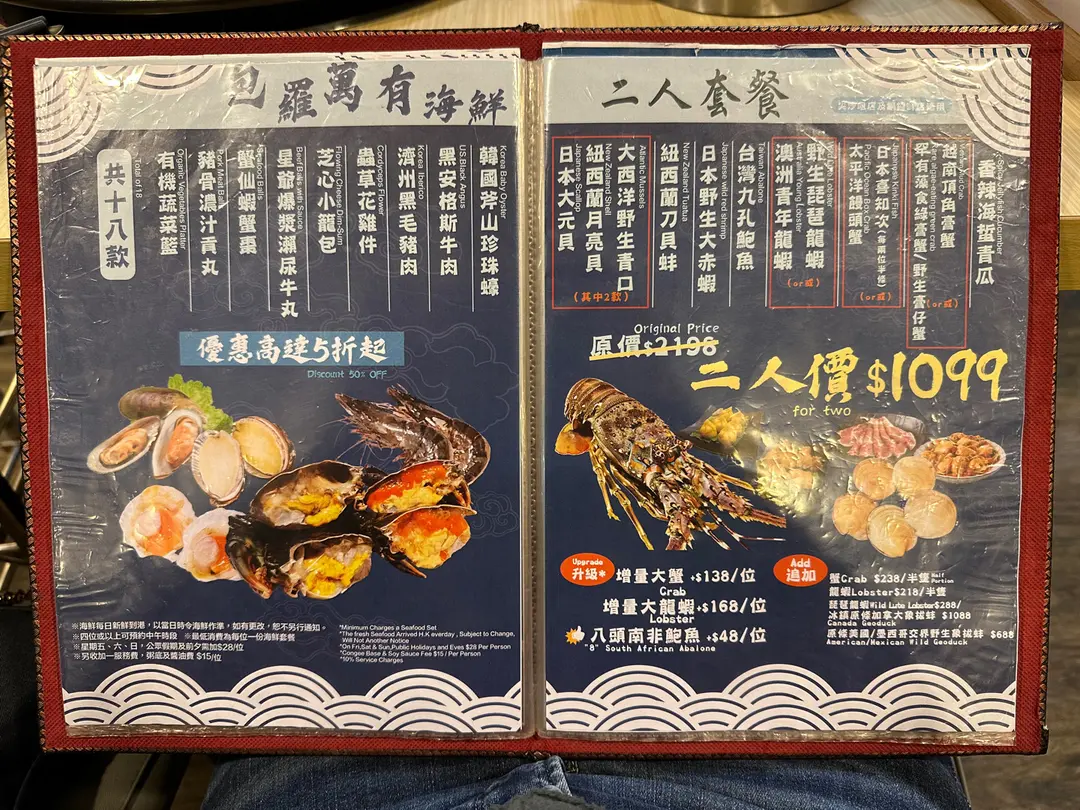 包羅萬有海鮮
韓國斧山珍珠蠔
Korea Baby Oyster
黑安格斯牛肉
US Black Angus
濟州黑毛豬肉
Korea Iberico
蟲草花雞件
Cordyceps Flower
芝心小龍包
Flowing Cheese Dim-Sum
星爺爆漿瀨尿牛丸
Beef Balls with Sauce
蟹仙蝦蟹棗
Seafood Balls
豬骨濃汁貢丸
Pork Meat Balls
有機蔬菜籃
Organic Vegetables Platter
共十八款
Total of 18
優惠高達5折起
Discount 50% OFF
※海鮮每日新鮮到港，以當日時令海鮮作準，如有更改，恕不另行通知。
※四位或以上可預約中午時段 ※最低消費為每位一份海鮮套餐
※星期五、六、日，公眾假期及前夕需加$28/位
※另收加一服務費，粥底及醬油費 $15/位
*Minimum Charges a Seafood Set
*The fresh Seafood Arrived H.K everday , Subject to Change,
Will Not Another Notice
*On Fri,Sat & Sun,Public Holidays and Eves $28 Per Person
*Congee Base & Soy Sauce Fee $15 / Per Person
*10% Service Charges
二人套餐
香辣海蜇青瓜
Spicy Jellyfish Cucumber
越南頂角膏蟹
罕有藻食綠膏蟹/野生膏仔蟹
(or或)
日本喜知次(每兩位半條)
太平洋饅頭蟹
(or或)
野生琵琶龍蝦
澳洲青年龍蝦
Australia Young Lobster
(or或)
台灣九孔鮑魚
Taiwan Abalone
日本野生大赤蝦
Japanese wild red shrimp
紐西蘭刀貝蚌
New Zealand Tuatua
大西洋野生青口
Atlantic Mussels
紐西蘭月亮貝
New Zealand Shell
日本大元貝
Japanese Scallop
(其中2款)
Original Price
原價$2198
二人價$1099
for two
Upgrade
升級*
增量大蟹 +$138/位
Crab
增量大龍蝦+$168/位
Lobster
八頭南非鮑魚 +$48/位
"8" South African Abalone
Add
追加
蟹Crab $238/半隻 Half Portion
龍蝦Lobster$218/半隻
琵琶龍蝦Wild Lute Lobster$288/
冰鎮原條加拿大象拔蚌 $1088
Canada Geoduck
原條美國/墨西哥交界野生象拔蚌 $688
American/Mexican Wild Geoduck